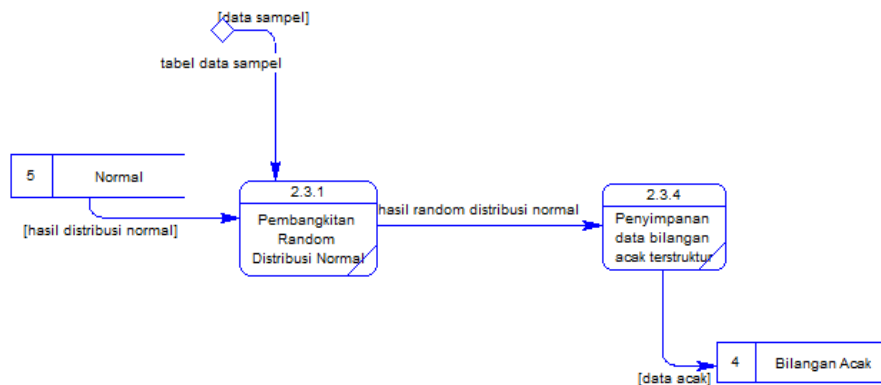 [data sampel]
tabel data sampel
5
Normal
[hasil distribusi normal]
2.3.1
Pembangkitan
Random
Distribusi Normal
hasil random distribusi normal
2.3.4
Penyimpanan
data bilangan
acak terstruktur
4
Bilangan Acak
[data acak]